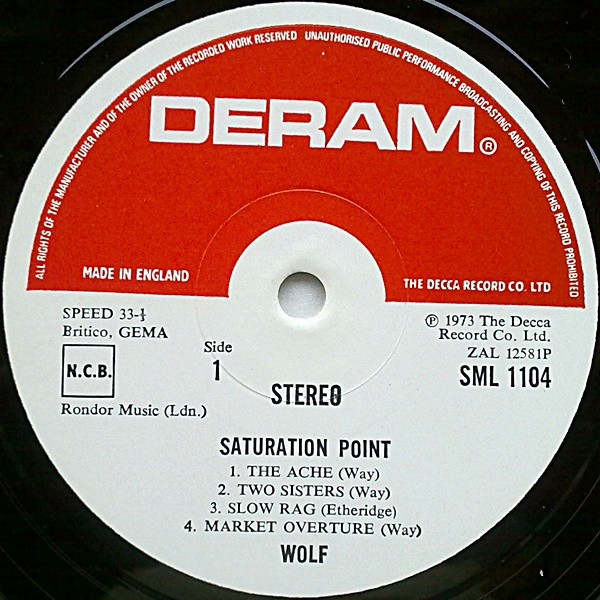 ALL RIGHTS OF THE MANUFACTURER AND OF THE OWNER OF THE RECORDED WORK RESERVED UNAUTHORISED PUBLIC PERFORMANCE BROADCASTING AND COPYING OF THIS RECORD PROHIBITED
DERAM®
MADE IN ENGLAND
THE DECCA RECORD CO. LTD
SPEED 33-⅓
Britico, GEMA
N.C.B.
Rondor Music (Ldn.)
Side
1
STEREO
℗ 1973 The Decca
Record Co. Ltd.
ZAL 12581P
SML 1104
SATURATION POINT
1. THE ACHE (Way)
2. TWO SISTERS (Way)
3. SLOW RAG (Etheridge)
4. MARKET OVERTURE (Way)
WOLF